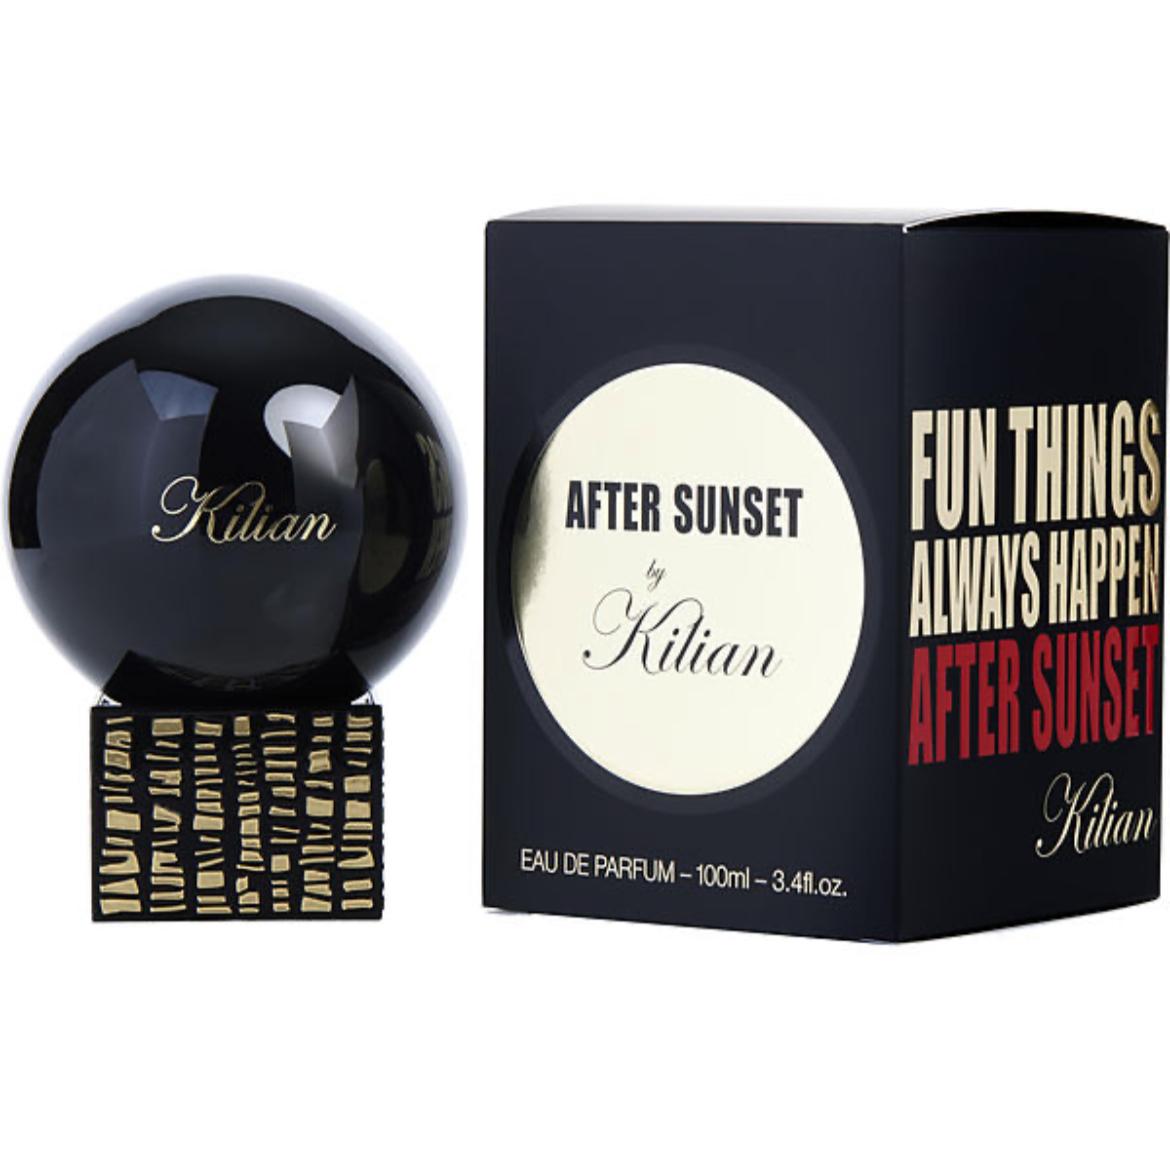 Kilian
AFTER SUNSET
by
Kilian
EAU DE PARFUM – 100ml – 3.4fl.oz.
FUN THINGS
ALWAYS HAPPEN
AFTER SUNSET
Kilian